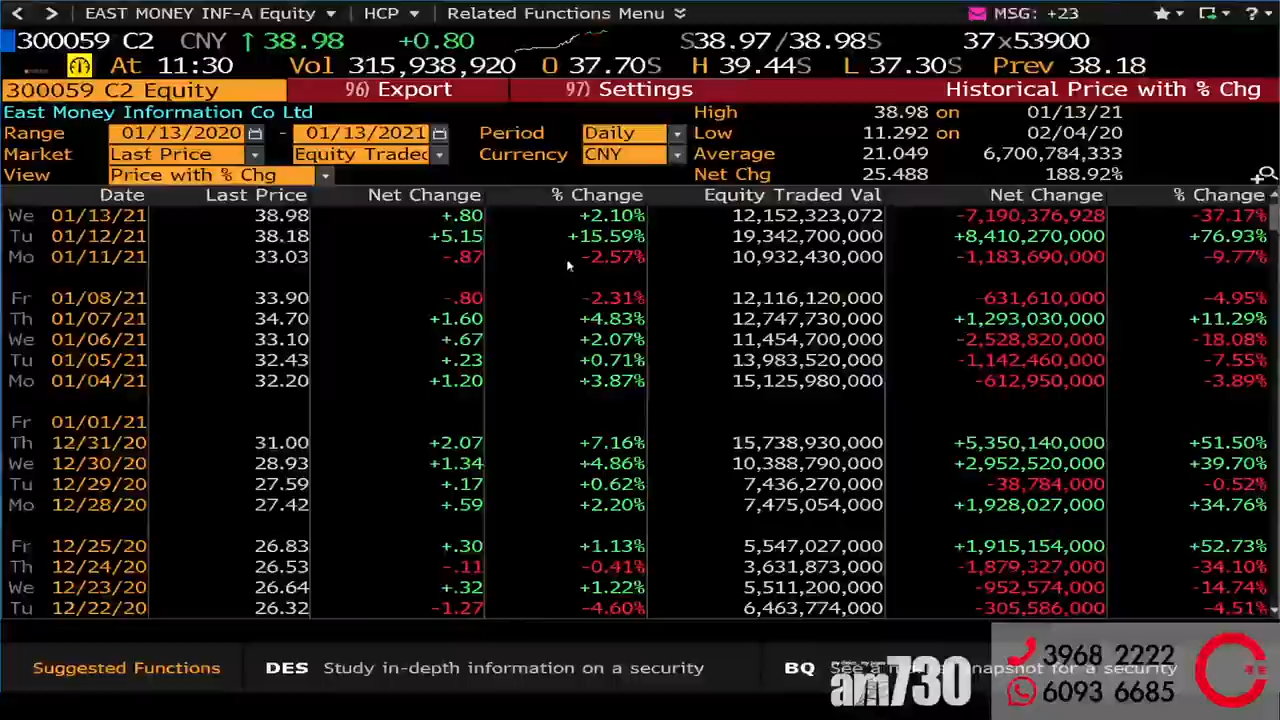 EAST MONEY INF-A Equity HCP Related Functions Menu MSG: +23 ?
300059 C2 CNY ↑ 38.98 +0.80 S38.97/38.98S 37x53900
At 11:30 Vol 315,938,920 O 37.70S H 39.44S L 37.30S Prev 38.18
300059 C2 Equity 96) Export 97) Settings Historical Price with % Chg
East Money Information Co Ltd High 38.98 on 01/13/21
Range 01/13/2020 - 01/13/2021 Period Daily Low 11.292 on 02/04/20
Market Last Price Equity Traded Currency CNY Average 21.049 6,700,784,333
View Price with % Chg Net Chg 25.488 188.92%
Date Last Price Net Change % Change Equity Traded Val Net Change % Change
We 01/13/21 38.98 +.80 +2.10% 12,152,323,072 -7,190,376,928 -37.17%
Tu 01/12/21 38.18 +5.15 +15.59% 19,342,700,000 +8,410,270,000 +76.93%
Mo 01/11/21 33.03 -.87 -2.57% 10,932,430,000 -1,183,690,000 -9.77%
Fr 01/08/21 33.90 -.80 -2.31% 12,116,120,000 -631,610,000 -4.95%
Th 01/07/21 34.70 +1.60 +4.83% 12,747,730,000 +1,293,030,000 +11.29%
We 01/06/21 33.10 +.67 +2.07% 11,454,700,000 -2,528,820,000 -18.08%
Tu 01/05/21 32.43 +.23 +0.71% 13,983,520,000 -1,142,460,000 -7.55%
Mo 01/04/21 32.20 +1.20 +3.87% 15,125,980,000 -612,950,000 -3.89%
Fr 01/01/21
Th 12/31/20 31.00 +2.07 +7.16% 15,738,930,000 +5,350,140,000 +51.50%
We 12/30/20 28.93 +1.34 +4.86% 10,388,790,000 +2,952,520,000 +39.70%
Tu 12/29/20 27.59 +.17 +0.62% 7,436,270,000 -38,784,000 -0.52%
Mo 12/28/20 27.42 +.59 +2.20% 7,475,054,000 +1,928,027,000 +34.76%
Fr 12/25/20 26.83 +.30 +1.13% 5,547,027,000 +1,915,154,000 +52.73%
Th 12/24/20 26.53 -.11 -0.41% 3,631,873,000 -1,879,327,000 -34.10%
We 12/23/20 26.64 +.32 +1.22% 5,511,200,000 -952,574,000 -14.74%
Tu 12/22/20 26.32 -1.27 -4.60% 6,463,774,000 -305,586,000 -4.51%
Suggested Functions DES Study in-depth information on a security BQ See a snapshot for a security
am730
3968 2222
6093 6685